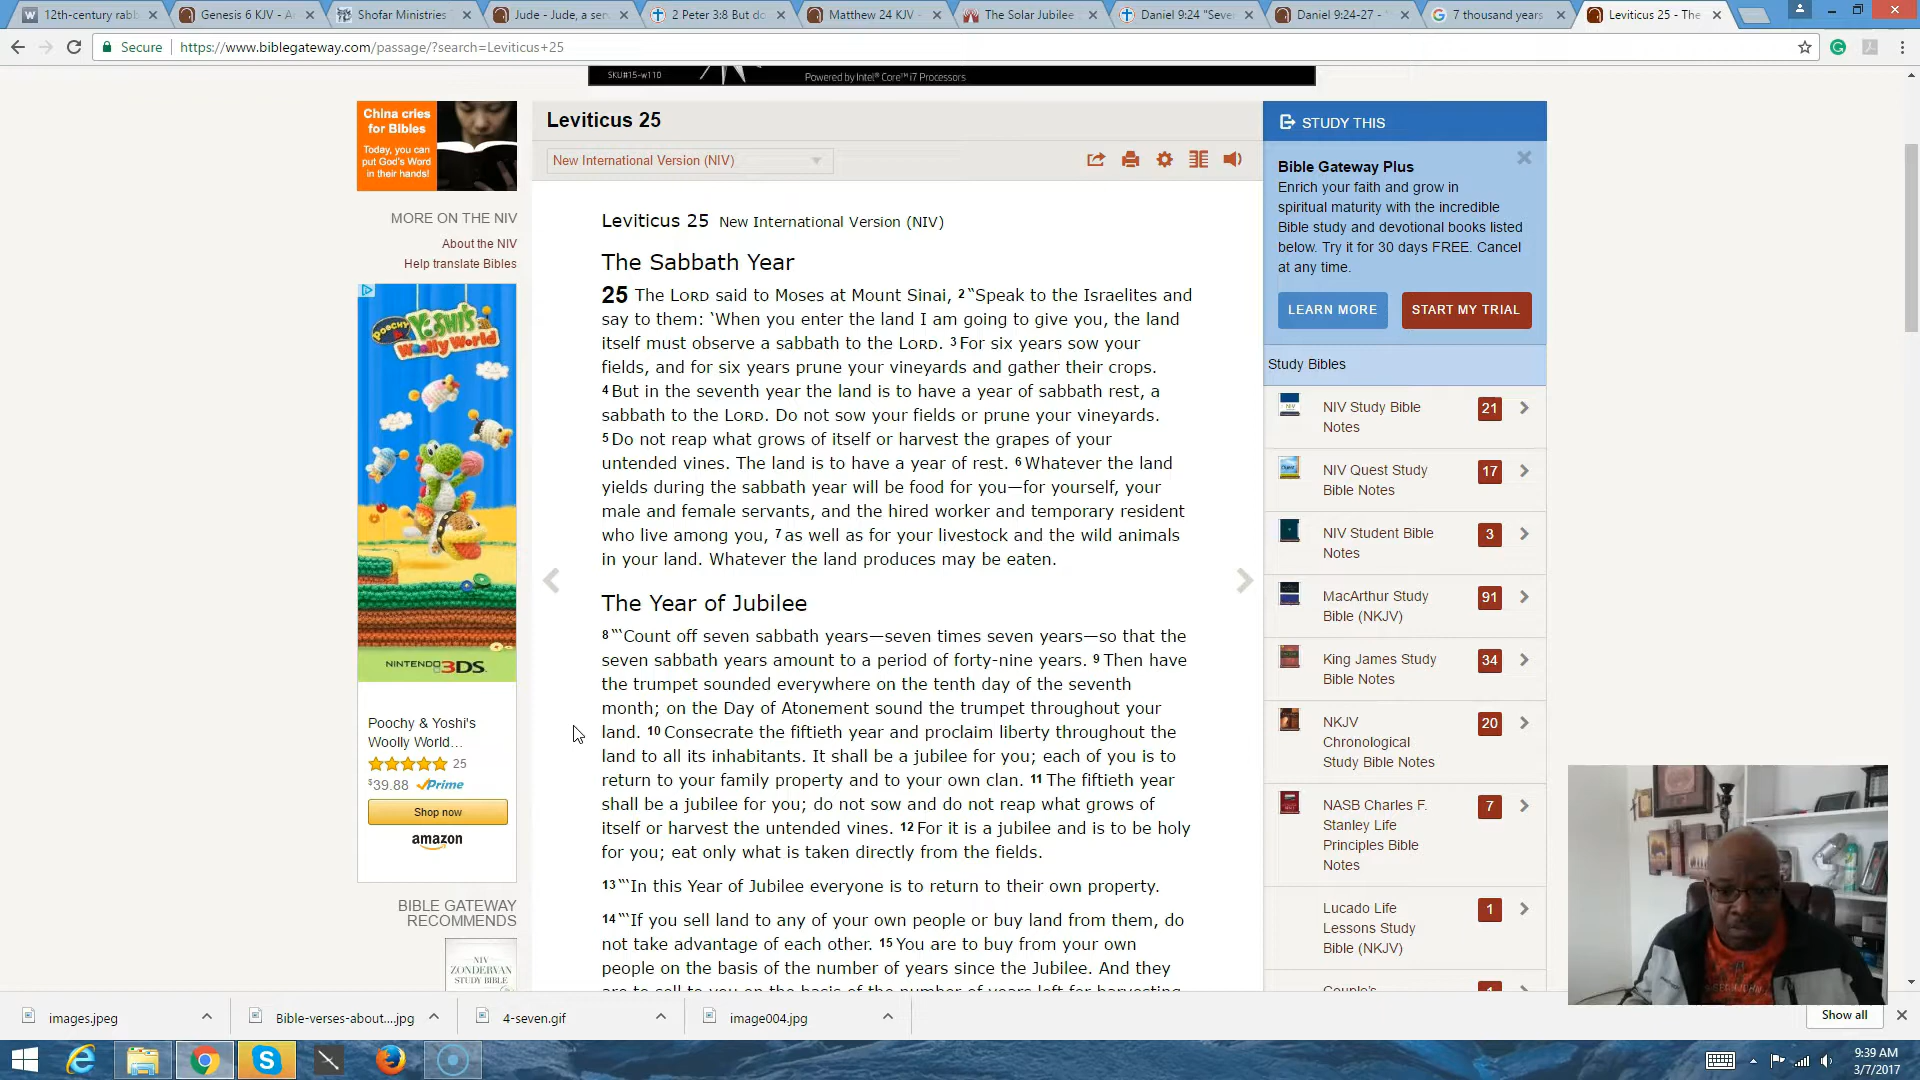 12th-century rabb
Genesis 6 KJV - A
Shofar Ministries
Jude - Jude, a ser
2 Peter 3:8 But do
Matthew 24 KJV -
The Solar Jubilee
Daniel 9:24 "Seve
Daniel 9:24-27 - "
7 thousand years
Leviticus 25 - The
Secure
https://www.biblegateway.com/passage/?search=Leviticus+25
SKU#15-w110
Powered by Intel® Core™ i7 Processors
China cries
for Bibles
Today, you can
put God's Word
in their hands!
MORE ON THE NIV
About the NIV
Help translate Bibles
POOCHY &
YOSHI'S
WOOLLY WORLD
NINTENDO3DS
Poochy & Yoshi's
Woolly World...
25
$39.88 Prime
Shop now
amazon
BIBLE GATEWAY
RECOMMENDS
NIV
ZONDERVAN
STUDY BIBLE
Leviticus 25
New International Version (NIV)
Leviticus 25 New International Version (NIV)
The Sabbath Year
25 The LORD said to Moses at Mount Sinai, 2 “Speak to the Israelites and
say to them: ‘When you enter the land I am going to give you, the land
itself must observe a sabbath to the LORD. 3 For six years sow your
fields, and for six years prune your vineyards and gather their crops.
4 But in the seventh year the land is to have a year of sabbath rest, a
sabbath to the LORD. Do not sow your fields or prune your vineyards.
5 Do not reap what grows of itself or harvest the grapes of your
untended vines. The land is to have a year of rest. 6 Whatever the land
yields during the sabbath year will be food for you—for yourself, your
male and female servants, and the hired worker and temporary resident
who live among you, 7 as well as for your livestock and the wild animals
in your land. Whatever the land produces may be eaten.
The Year of Jubilee
8 “‘Count off seven sabbath years—seven times seven years—so that the
seven sabbath years amount to a period of forty-nine years. 9 Then have
the trumpet sounded everywhere on the tenth day of the seventh
month; on the Day of Atonement sound the trumpet throughout your
land. 10 Consecrate the fiftieth year and proclaim liberty throughout the
land to all its inhabitants. It shall be a jubilee for you; each of you is to
return to your family property and to your own clan. 11 The fiftieth year
shall be a jubilee for you; do not sow and do not reap what grows of
itself or harvest the untended vines. 12 For it is a jubilee and is to be holy
for you; eat only what is taken directly from the fields.
13 “‘In this Year of Jubilee everyone is to return to their own property.
14 “‘If you sell land to any of your own people or buy land from them, do
not take advantage of each other. 15 You are to buy from your own
people on the basis of the number of years since the Jubilee. And they
are to sell to you on the basis of the number of years left for harvesting
STUDY THIS
Bible Gateway Plus
Enrich your faith and grow in
spiritual maturity with the incredible
Bible study and devotional books listed
below. Try it for 30 days FREE. Cancel
at any time.
LEARN MORE
START MY TRIAL
Study Bibles
NIV Study Bible
Notes
21
NIV Quest Study
Bible Notes
17
NIV Student Bible
Notes
3
MacArthur Study
Bible (NKJV)
91
King James Study
Bible Notes
34
NKJV
Chronological
Study Bible Notes
20
NASB Charles F.
Stanley Life
Principles Bible
Notes
7
Lucado Life
Lessons Study
Bible (NKJV)
1
Couple's
1
images.jpeg
Bible-verses-about....jpg
4-seven.gif
image004.jpg
Show all
9:39 AM
3/7/2017